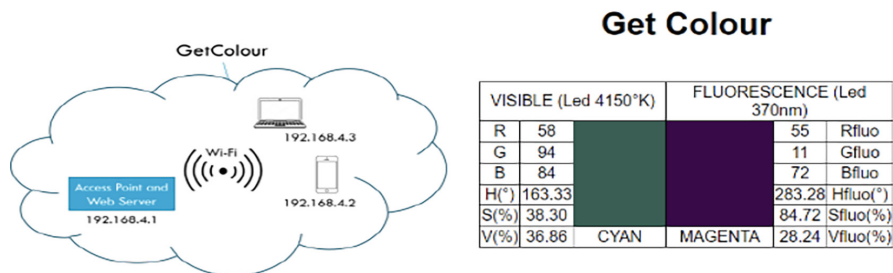 GetColour
192.168.4.3
Wi-Fi
Access Point and
Web Server
192.168.4.1
192.168.4.2
Get Colour
VISIBLE (Led 4150°K) FLUORESCENCE (Led
370nm)
R 58 55 Rfluo
G 94 11 Gfluo
B 84 72 Bfluo
H(°) 163.33 283.28 Hfluo(°)
S(%) 38.30 84.72 Sfluo(%)
V(%) 36.86 CYAN MAGENTA 28.24 Vfluo(%)